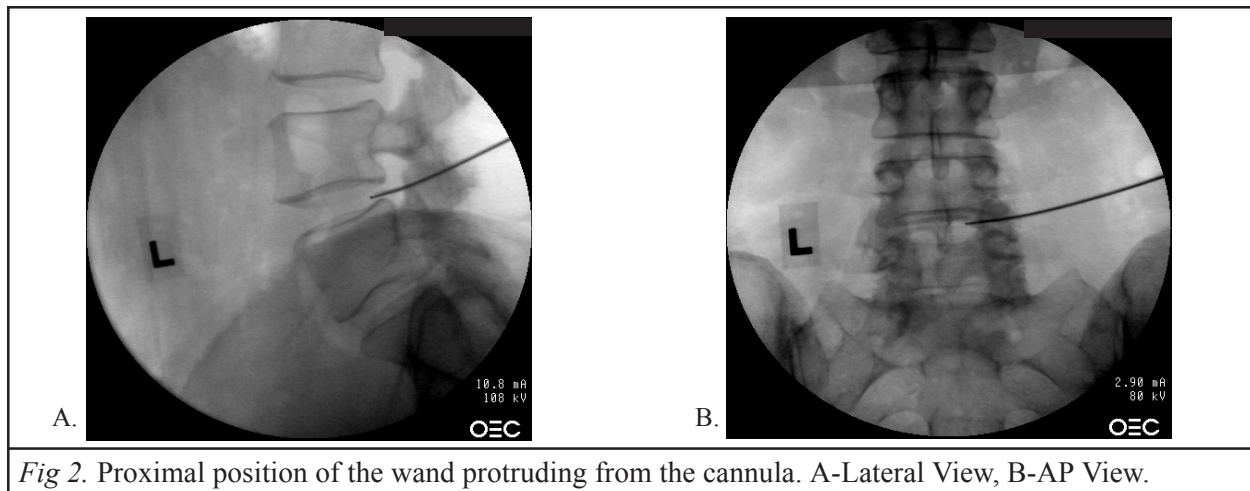 L
10.8 mA
108 kV
OEC
A.
L
2.90 mA
80 kV
OEC
B.
Fig 2. Proximal position of the wand protruding from the cannula. A-Lateral View, B-AP View.